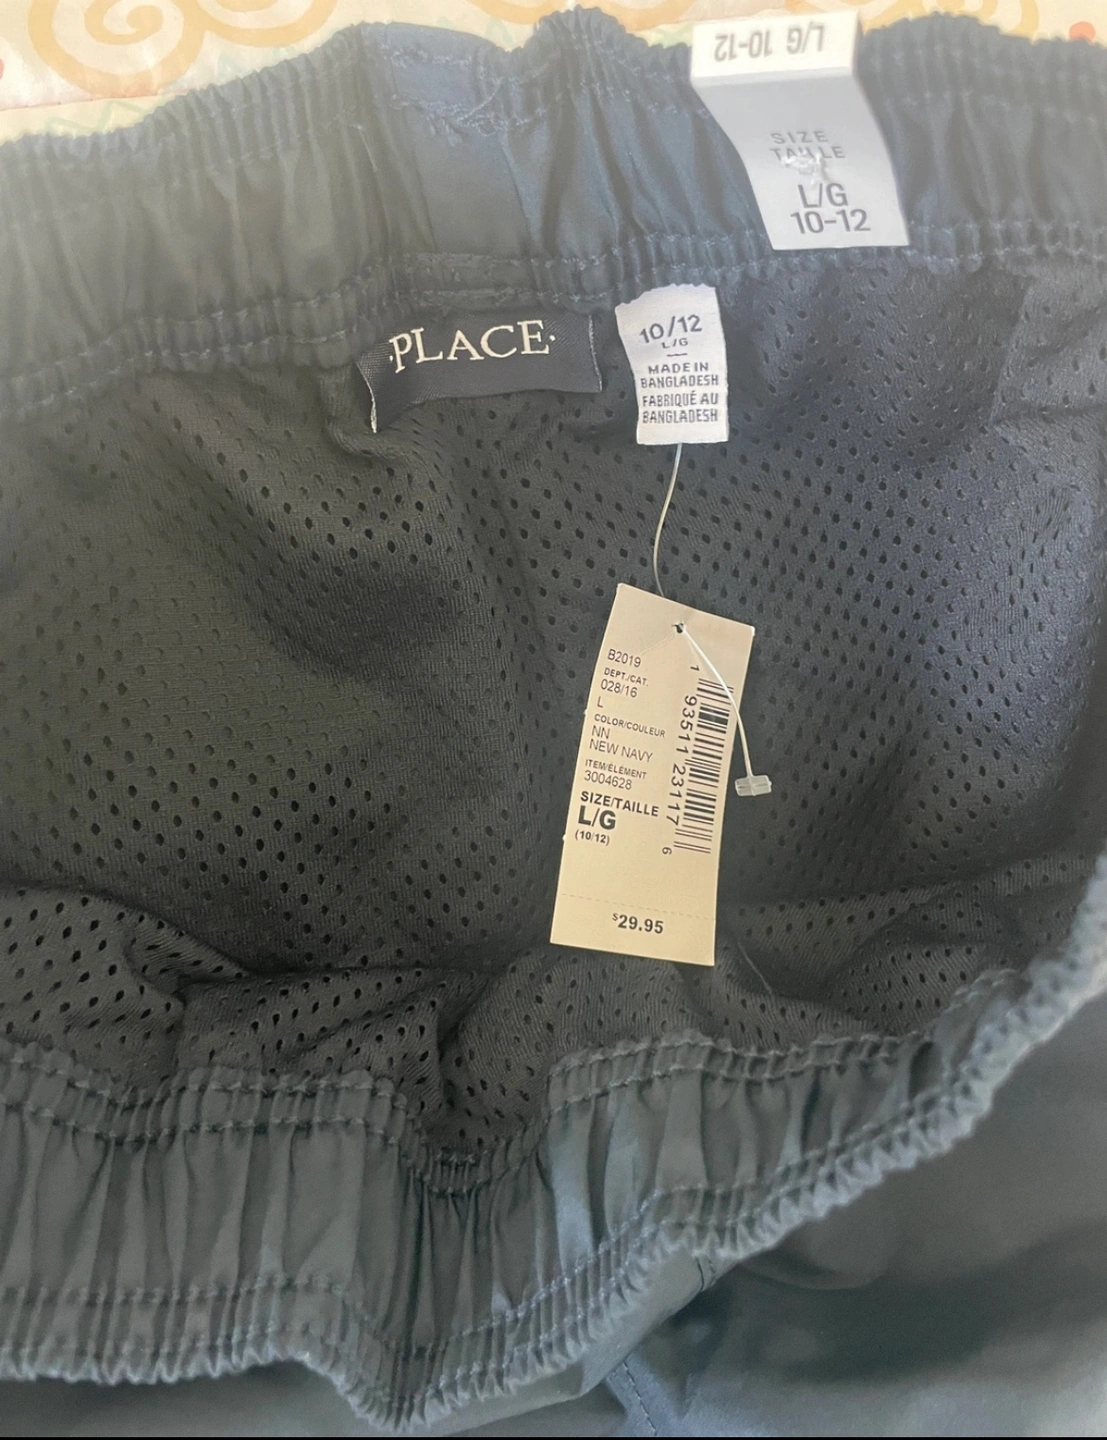 L/G 10-12
SIZE
TAILLE
L/G
10-12
·PLACE·
10/12
L/G
MADE IN
BANGLADESH
FABRIQUÉ AU
BANGLADESH
B2019
DEPT./CAT.
028/16
L
COLOR/COULEUR
NN
NEW NAVY
ITEM/ÉLÉMENT
3004628
SIZE/TAILLE
L/G
(10/12)
1 93511 23117 6
$29.95